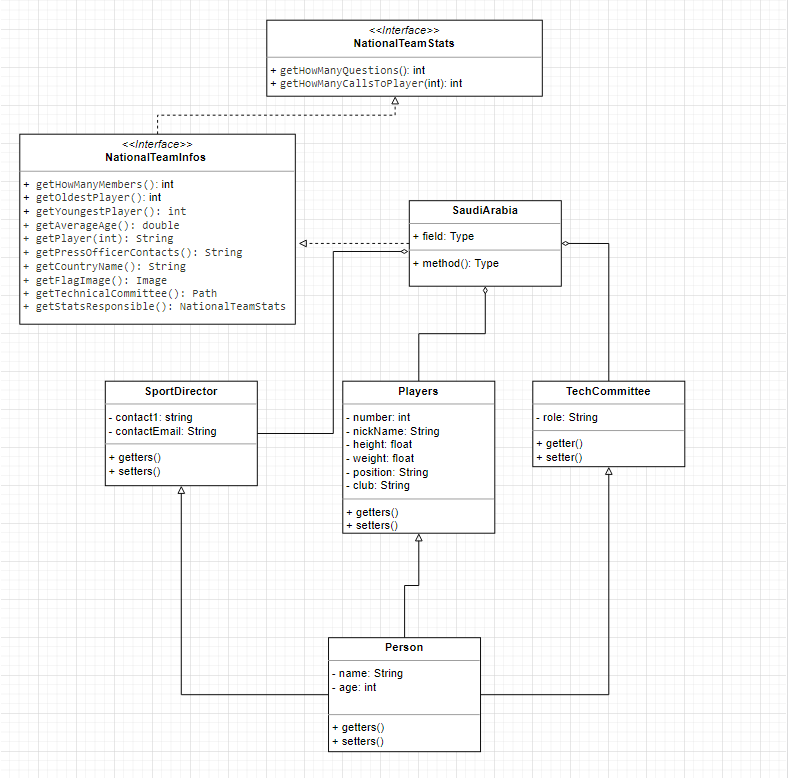 <<Interface>>
NationalTeamStats
+ getHowManyQuestions(): int
+ getHowManyCallsToPlayer(int): int
<<Interface>>
NationalTeamInfos
+ getHowManyMembers(): int
+ getOldestPlayer(): int
+ getYoungestPlayer(): int
+ getAverageAge(): double
+ getPlayer(int): String
+ getPressOfficerContacts(): String
+ getCountryName(): String
+ getFlagImage(): Image
+ getTechnicalCommittee(): Path
+ getStatsResponsible(): NationalTeamStats
SaudiArabia
+ field: Type
+ method(): Type
SportDirector
- contact1: string
- contactEmail: String
+ getters()
+ setters()
Players
- number: int
- nickName: String
- height: float
- weight: float
- position: String
- club: String
+ getters()
+ setters()
TechCommittee
- role: String
+ getter()
+ setter()
Person
- name: String
- age: int
+ getters()
+ setters()